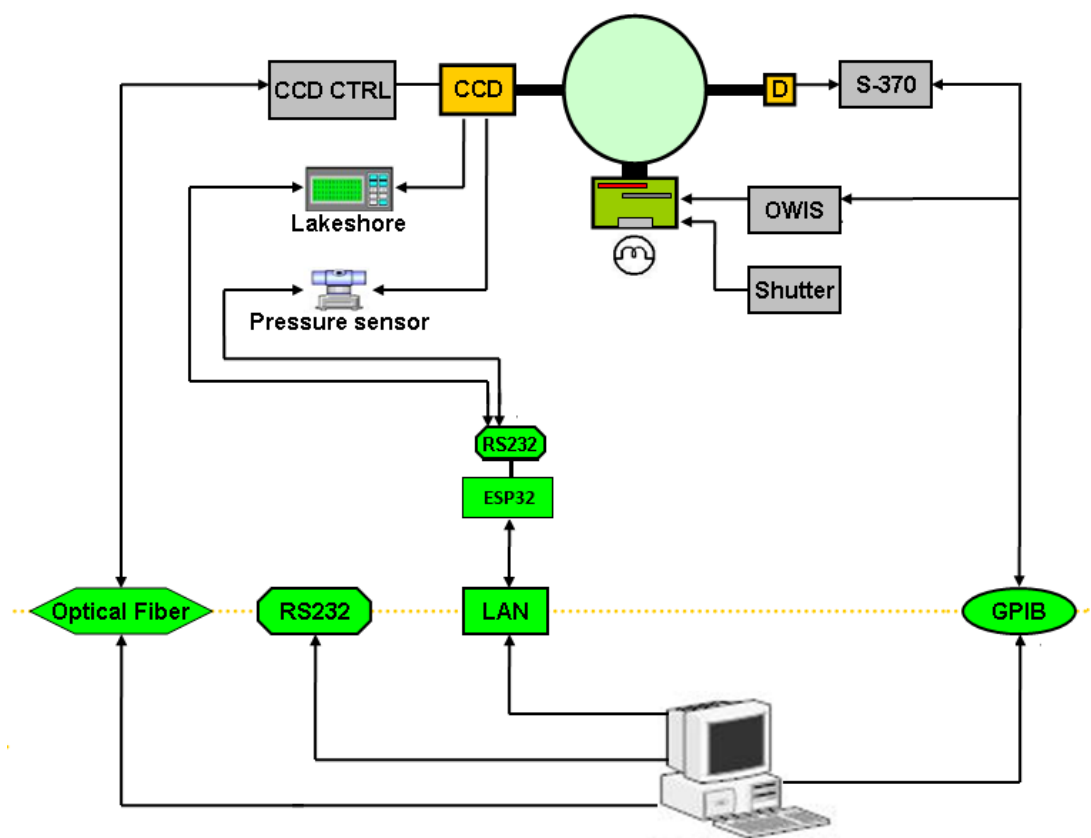 CCD CTRL
CCD
D
S-370
Lakeshore
OWIS
Shutter
Pressure sensor
RS232
ESP32
Optical Fiber
RS232
LAN
GPIB